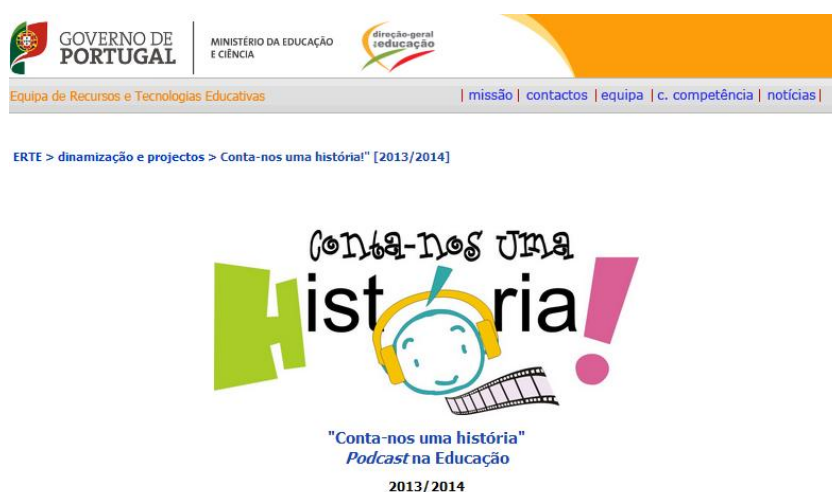 GOVERNO DE
PORTUGAL
MINISTÉRIO DA EDUCAÇÃO
E CIÊNCIA
direção-geral
educação
Equipa de Recursos e Tecnologias Educativas
| missão | contactos | equipa | c. competência | notícias |
ERTE > dinamização e projectos > Conta-nos uma história!" [2013/2014]
Conta-nos uma
História!
"Conta-nos uma história"
Podcast na Educação
2013/2014